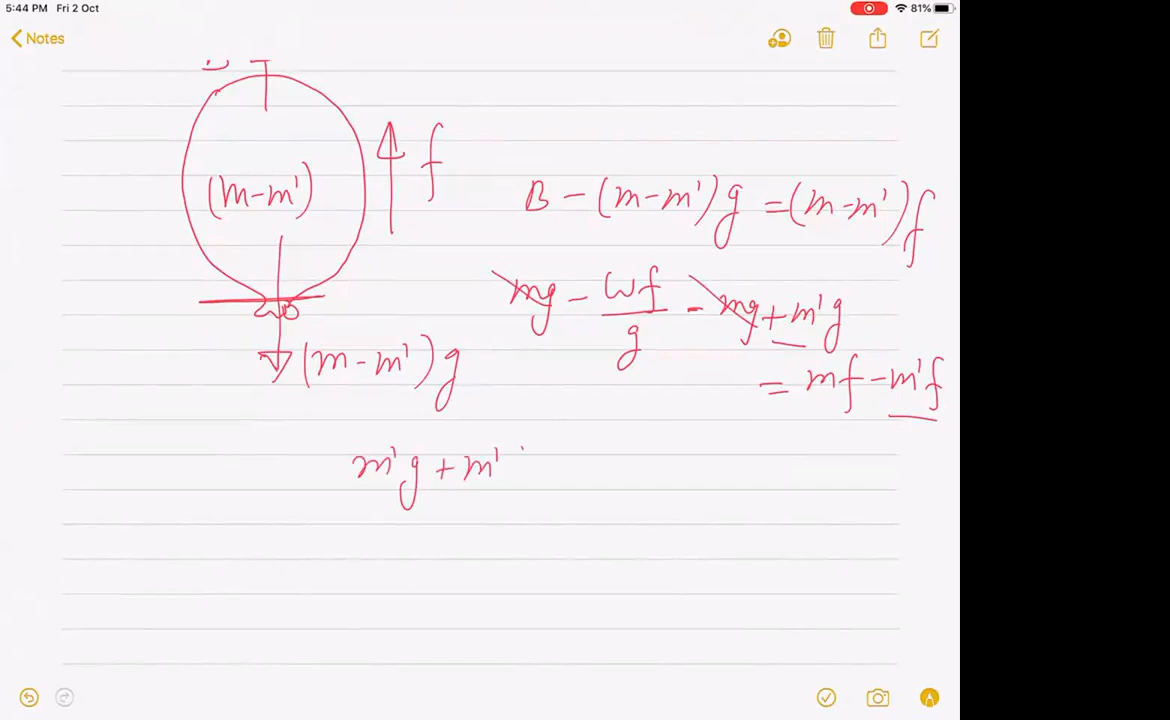 5:44 PM Fri 2 Oct 81%
Notes
(m-m')
f
B - (m-m')g = (m-m')f
mg - wf/g - mg + m'g
= mf - m'f
(m-m')g
m'g + m'